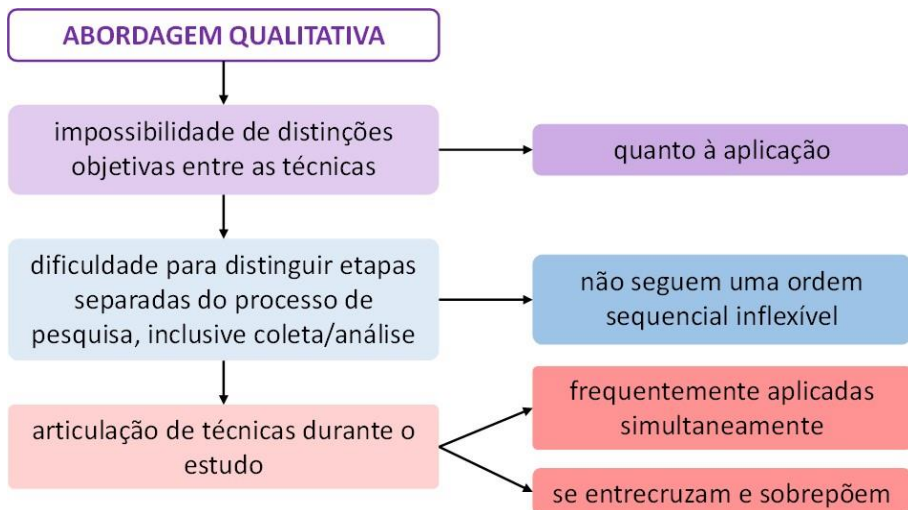 ABORDAGEM QUALITATIVA
impossibilidade de distinções
objetivas entre as técnicas
quanto à aplicação
dificuldade para distinguir etapas
separadas do processo de
pesquisa, inclusive coleta/análise
não seguem uma ordem
sequencial inflexível
articulação de técnicas durante o
estudo
frequentemente aplicadas
simultaneamente
se entrecruzam e sobrepõem